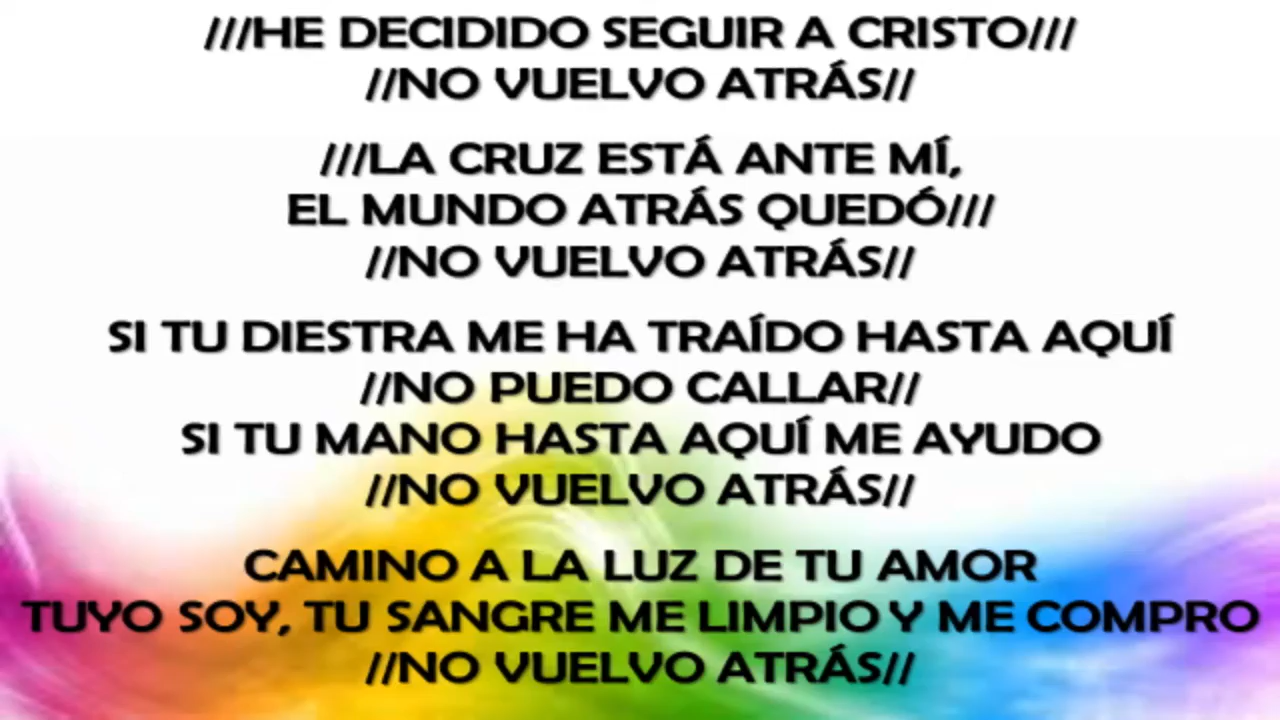 ///HE DECIDIDO SEGUIR A CRISTO///
//NO VUELVO ATRÁS//
///LA CRUZ ESTÁ ANTE MÍ,
EL MUNDO ATRÁS QUEDÓ///
//NO VUELVO ATRÁS//
SI TU DIESTRA ME HA TRAÍDO HASTA AQUÍ
//NO PUEDO CALLAR//
SI TU MANO HASTA AQUÍ ME AYUDO
//NO VUELVO ATRÁS//
CAMINO A LA LUZ DE TU AMOR
TUYO SOY, TU SANGRE ME LIMPIO Y ME COMPRO
//NO VUELVO ATRÁS//